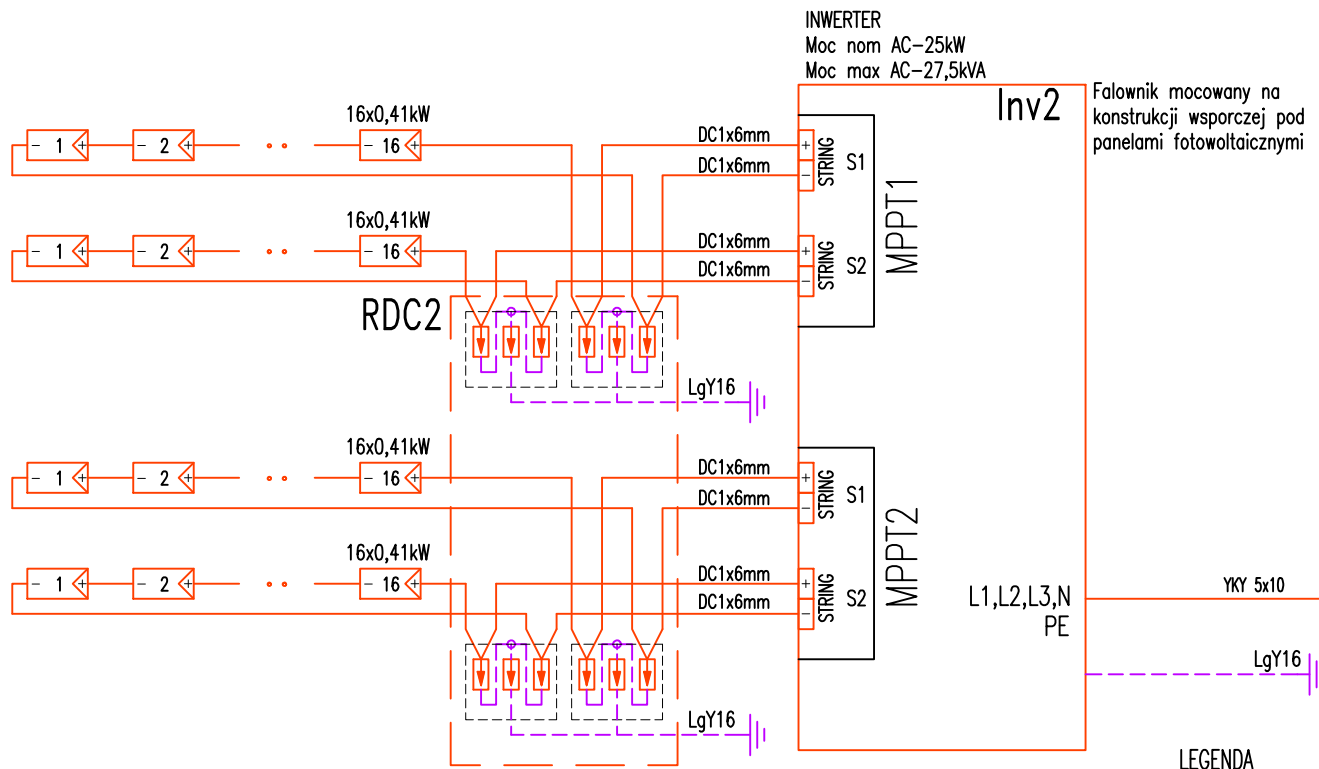 INWERTER
Moc nom AC-25kW
Moc max AC-27,5kVA
Inv2
Falownik mocowany na
konstrukcji wsporczej pod
panelami fotowoltaicznymi
16x0,41kW
- 1 + - 2 + - 16 +
DC1x6mm
DC1x6mm
+ - STRING S1
MPPT1
16x0,41kW
- 1 + - 2 + - 16 +
DC1x6mm
DC1x6mm
+ - STRING S2
RDC2
LgY16
16x0,41kW
- 1 + - 2 + - 16 +
DC1x6mm
DC1x6mm
+ - STRING S1
MPPT2
16x0,41kW
- 1 + - 2 + - 16 +
DC1x6mm
DC1x6mm
+ - STRING S2
L1,L2,L3,N
PE
YKY 5x10
LgY16
LgY16
LEGENDA